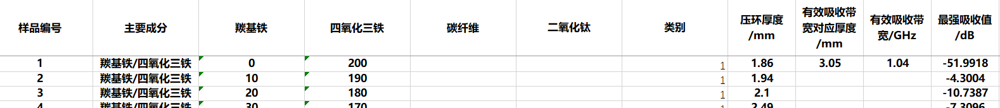 样品编号 主要成分 羰基铁 四氧化三铁 碳纤维 二氧化钛 类别 压环厚度/mm 有效吸收带宽对应厚度/mm 有效吸收带宽/GHz 最强吸收值/dB
1 羰基铁/四氧化三铁 0 200 1 1.86 3.05 1.04 -51.9918
2 羰基铁/四氧化三铁 10 190 1 1.94 -4.3004
3 羰基铁/四氧化三铁 20 180 1 2.1 -10.7387
4 羰基铁/四氧化三铁 30 170 2.49 -7.3096